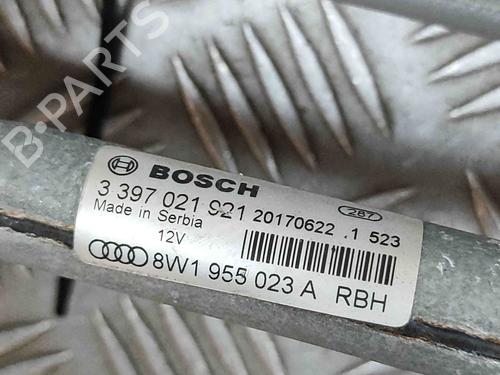 B-PARTS
BOSCH
3 397 021 921 20170622 .1 523
287
Made in Serbia
12V
8W1 955 023 A RBH